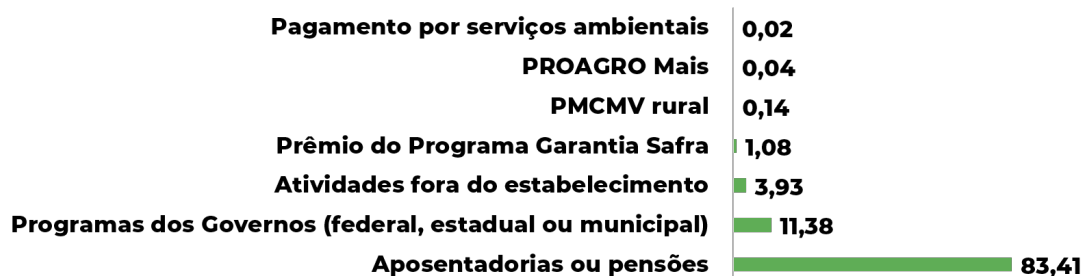 Pagamento por serviços ambientais 0,02
PROAGRO Mais 0,04
PMCMV rural 0,14
Prêmio do Programa Garantia Safra 1,08
Atividades fora do estabelecimento 3,93
Programas dos Governos (federal, estadual ou municipal) 11,38
Aposentadorias ou pensões 83,41